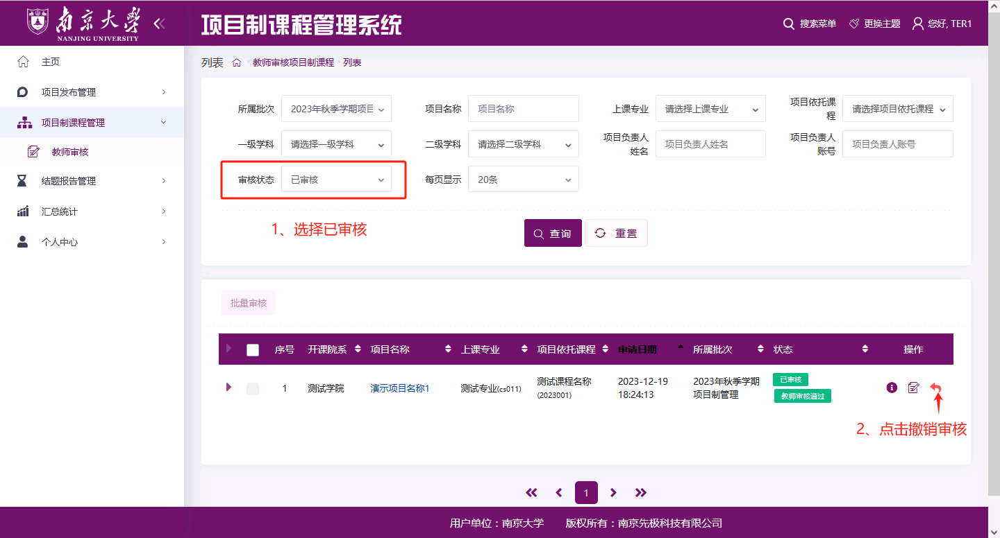 南京大学
NANJING UNIVERSITY
项目制课程管理系统
搜索菜单
更换主题
您好, TER1
主页
项目发布管理
项目制课程管理
教师审核
结题报告管理
汇总统计
个人中心
列表 教师审核项目制课程 列表
所属批次 2023年秋季学期项目
项目名称 项目名称
上课专业 请选择上课专业
项目依托课
程
请选择项目依托课程
一级学科 请选择一级学科
二级学科 请选择二级学科
项目负责人
姓名
项目负责人姓名
项目负责人
账号
项目负责人账号
审核状态 已审核
每页显示 20条
1、选择已审核
查询
重置
批量审核
序号 开课院系 项目名称 上课专业 项目依托课程 申请日期 所属批次 状态 操作
1 测试学院 演示项目名称1 测试专业(cs011)
测试课程名称
(2023001)
2023-12-19
18:24:13
2023年秋季学期
项目制管理
已审核
教师审核通过
2、点击撤销审核
1
用户单位：南京大学 版权所有：南京先极科技有限公司